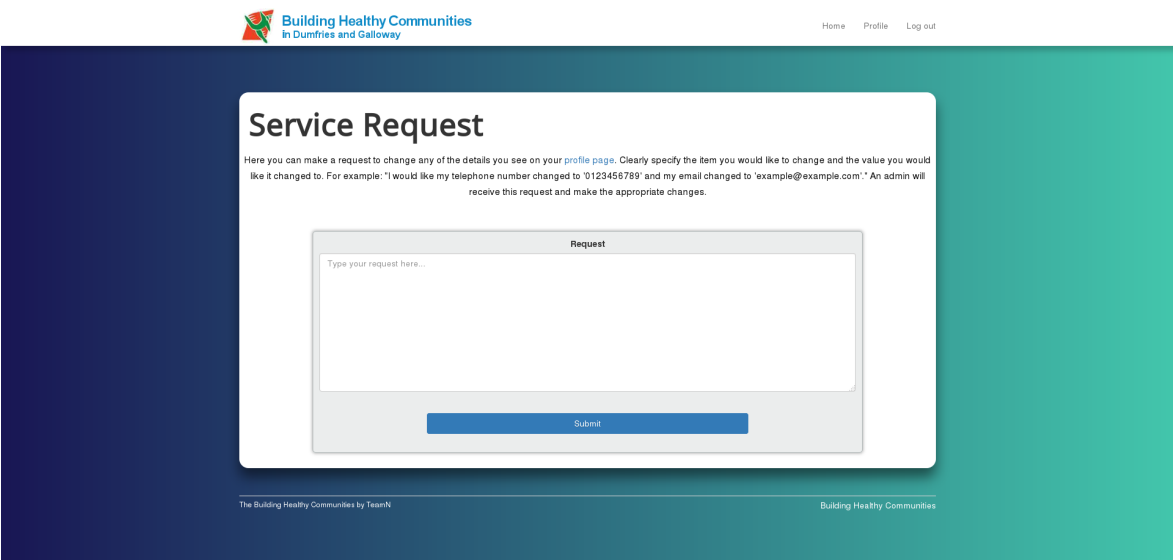 Building Healthy Communities
in Dumfries and Galloway
Home Profile Log out
Service Request
Here you can make a request to change any of the details you see on your profile page. Clearly specify the item you would like to change and the value you would
like it changed to. For example: "I would like my telephone number changed to '0123456789' and my email changed to 'example@example.com'." An admin will
receive this request and make the appropriate changes.
Request
Type your request here...
Submit
The Building Healthy Communities by TeamN
Building Healthy Communities